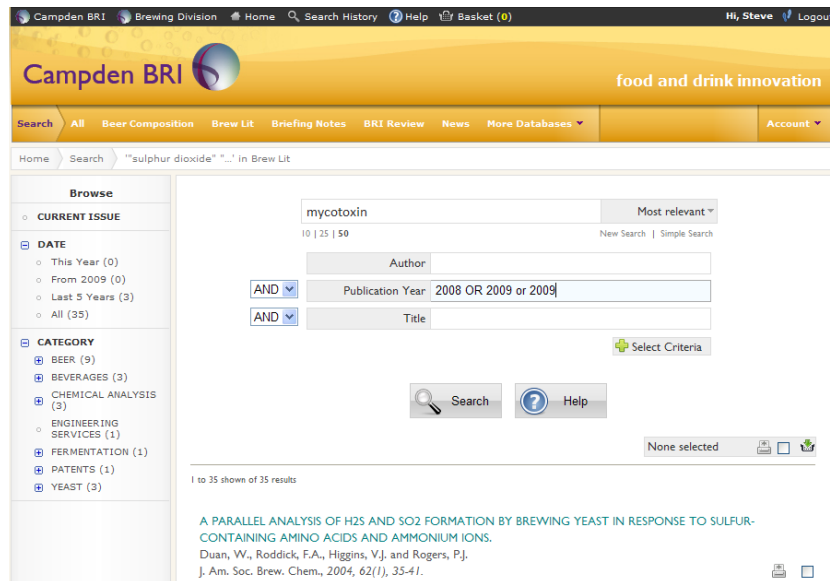 Campden BRI Brewing Division Home Search History Help Basket (0) Hi, Steve Logout
Campden BRI
food and drink innovation
Search All Beer Composition Brew Lit Briefing Notes BRI Review News More Databases Account
Home Search '"sulphur dioxide" "...' in Brew Lit
Browse
CURRENT ISSUE
DATE
This Year (0)
From 2009 (0)
Last 5 Years (3)
All (35)
CATEGORY
BEER (9)
BEVERAGES (3)
CHEMICAL ANALYSIS
(3)
ENGINEERING
SERVICES (1)
FERMENTATION (1)
PATENTS (1)
YEAST (3)
mycotoxin Most relevant
10 | 25 | 50 New Search | Simple Search
Author
AND Publication Year 2008 OR 2009 or 2009
AND Title
Select Criteria
Search Help
None selected
1 to 35 shown of 35 results
A PARALLEL ANALYSIS OF H2S AND SO2 FORMATION BY BREWING YEAST IN RESPONSE TO SULFUR-
CONTAINING AMINO ACIDS AND AMMONIUM IONS.
Duan, W., Roddick, F.A., Higgins, V.J. and Rogers, P.J.
J. Am. Soc. Brew. Chem., 2004, 62(1), 35-41.